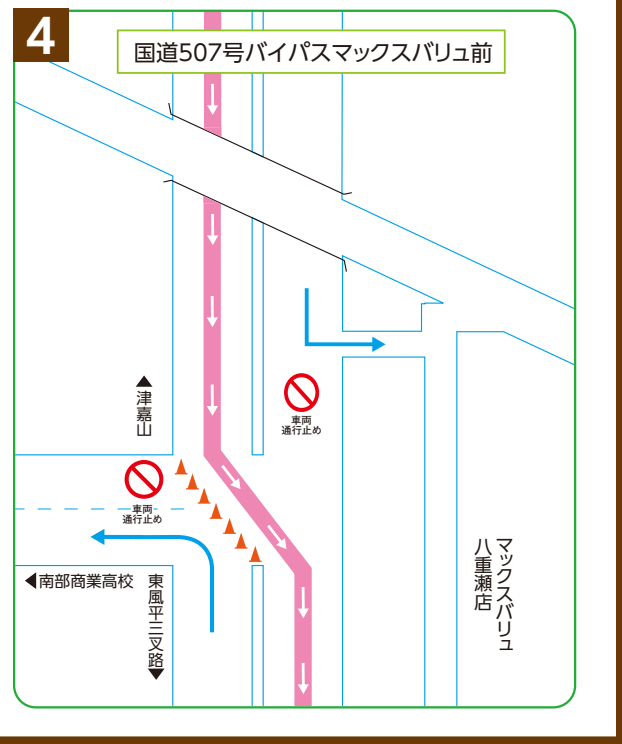 4
国道507号バイパスマックスバリュ前
▲津嘉山
車両
通行止め
車両
通行止め
◀南部商業高校
東風平三叉路▼
マックスバリュ
八重瀬店